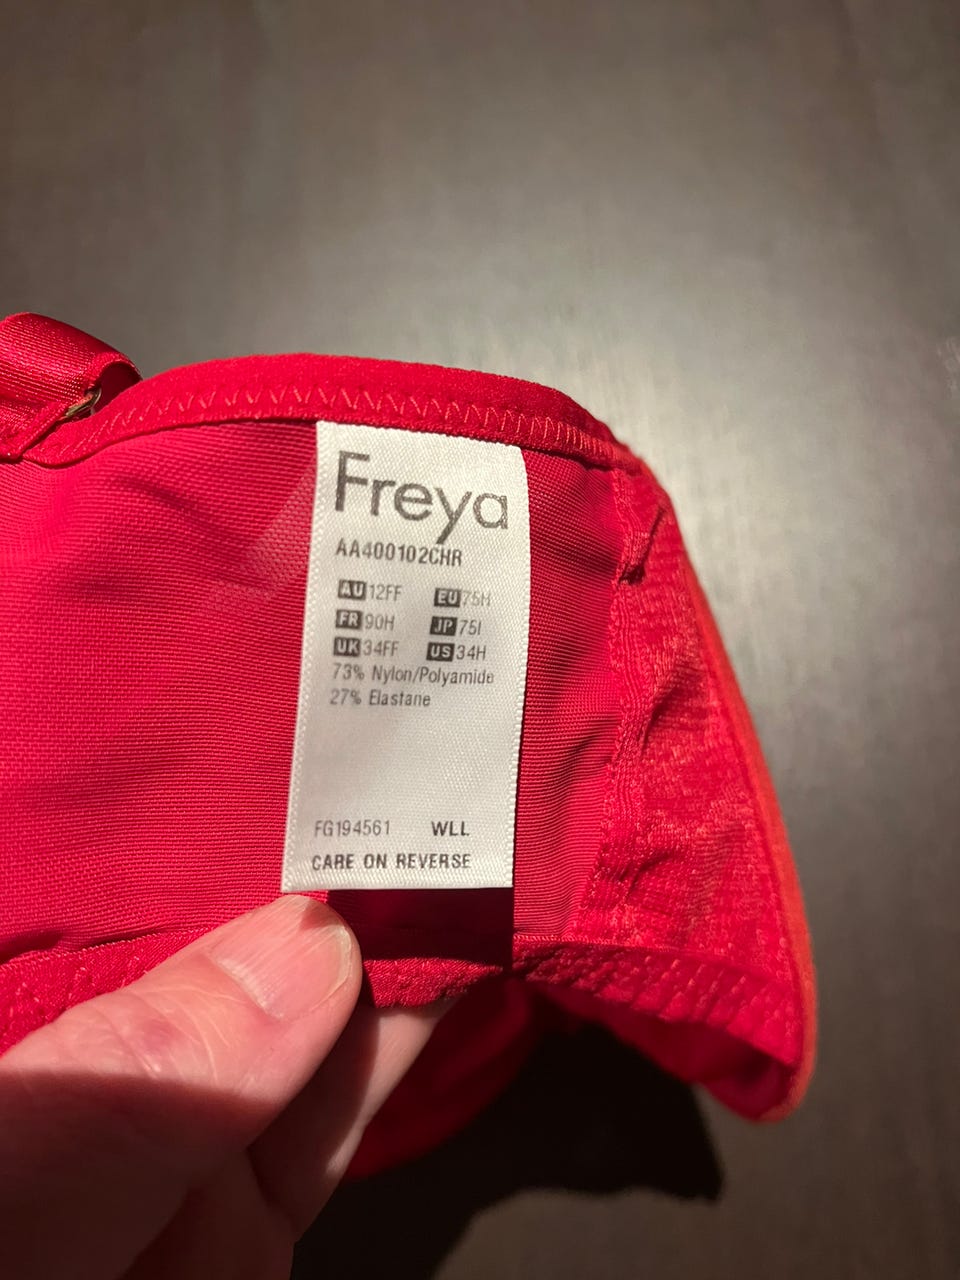 Freya
AA400102CHR
AU 12FF EU 75H
FR 90H JP 75I
UK 34FF US 34H
73% Nylon/Polyamide
27% Elastane
FG194561 WLL
CARE ON REVERSE